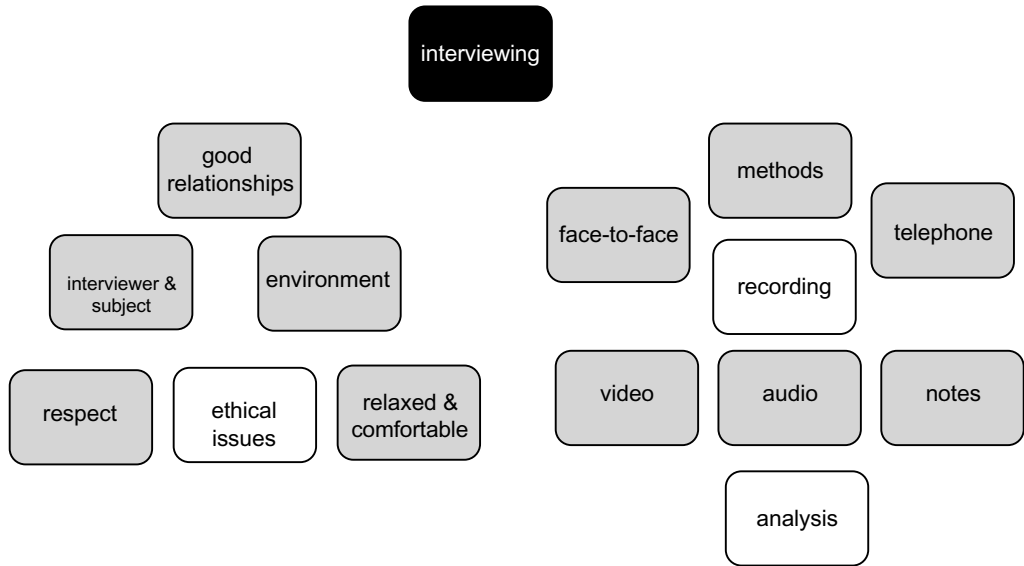 interviewing
good
relationships
interviewer &
subject
environment
respect
ethical
issues
relaxed &
comfortable
methods
face-to-face
telephone
recording
video
audio
notes
analysis